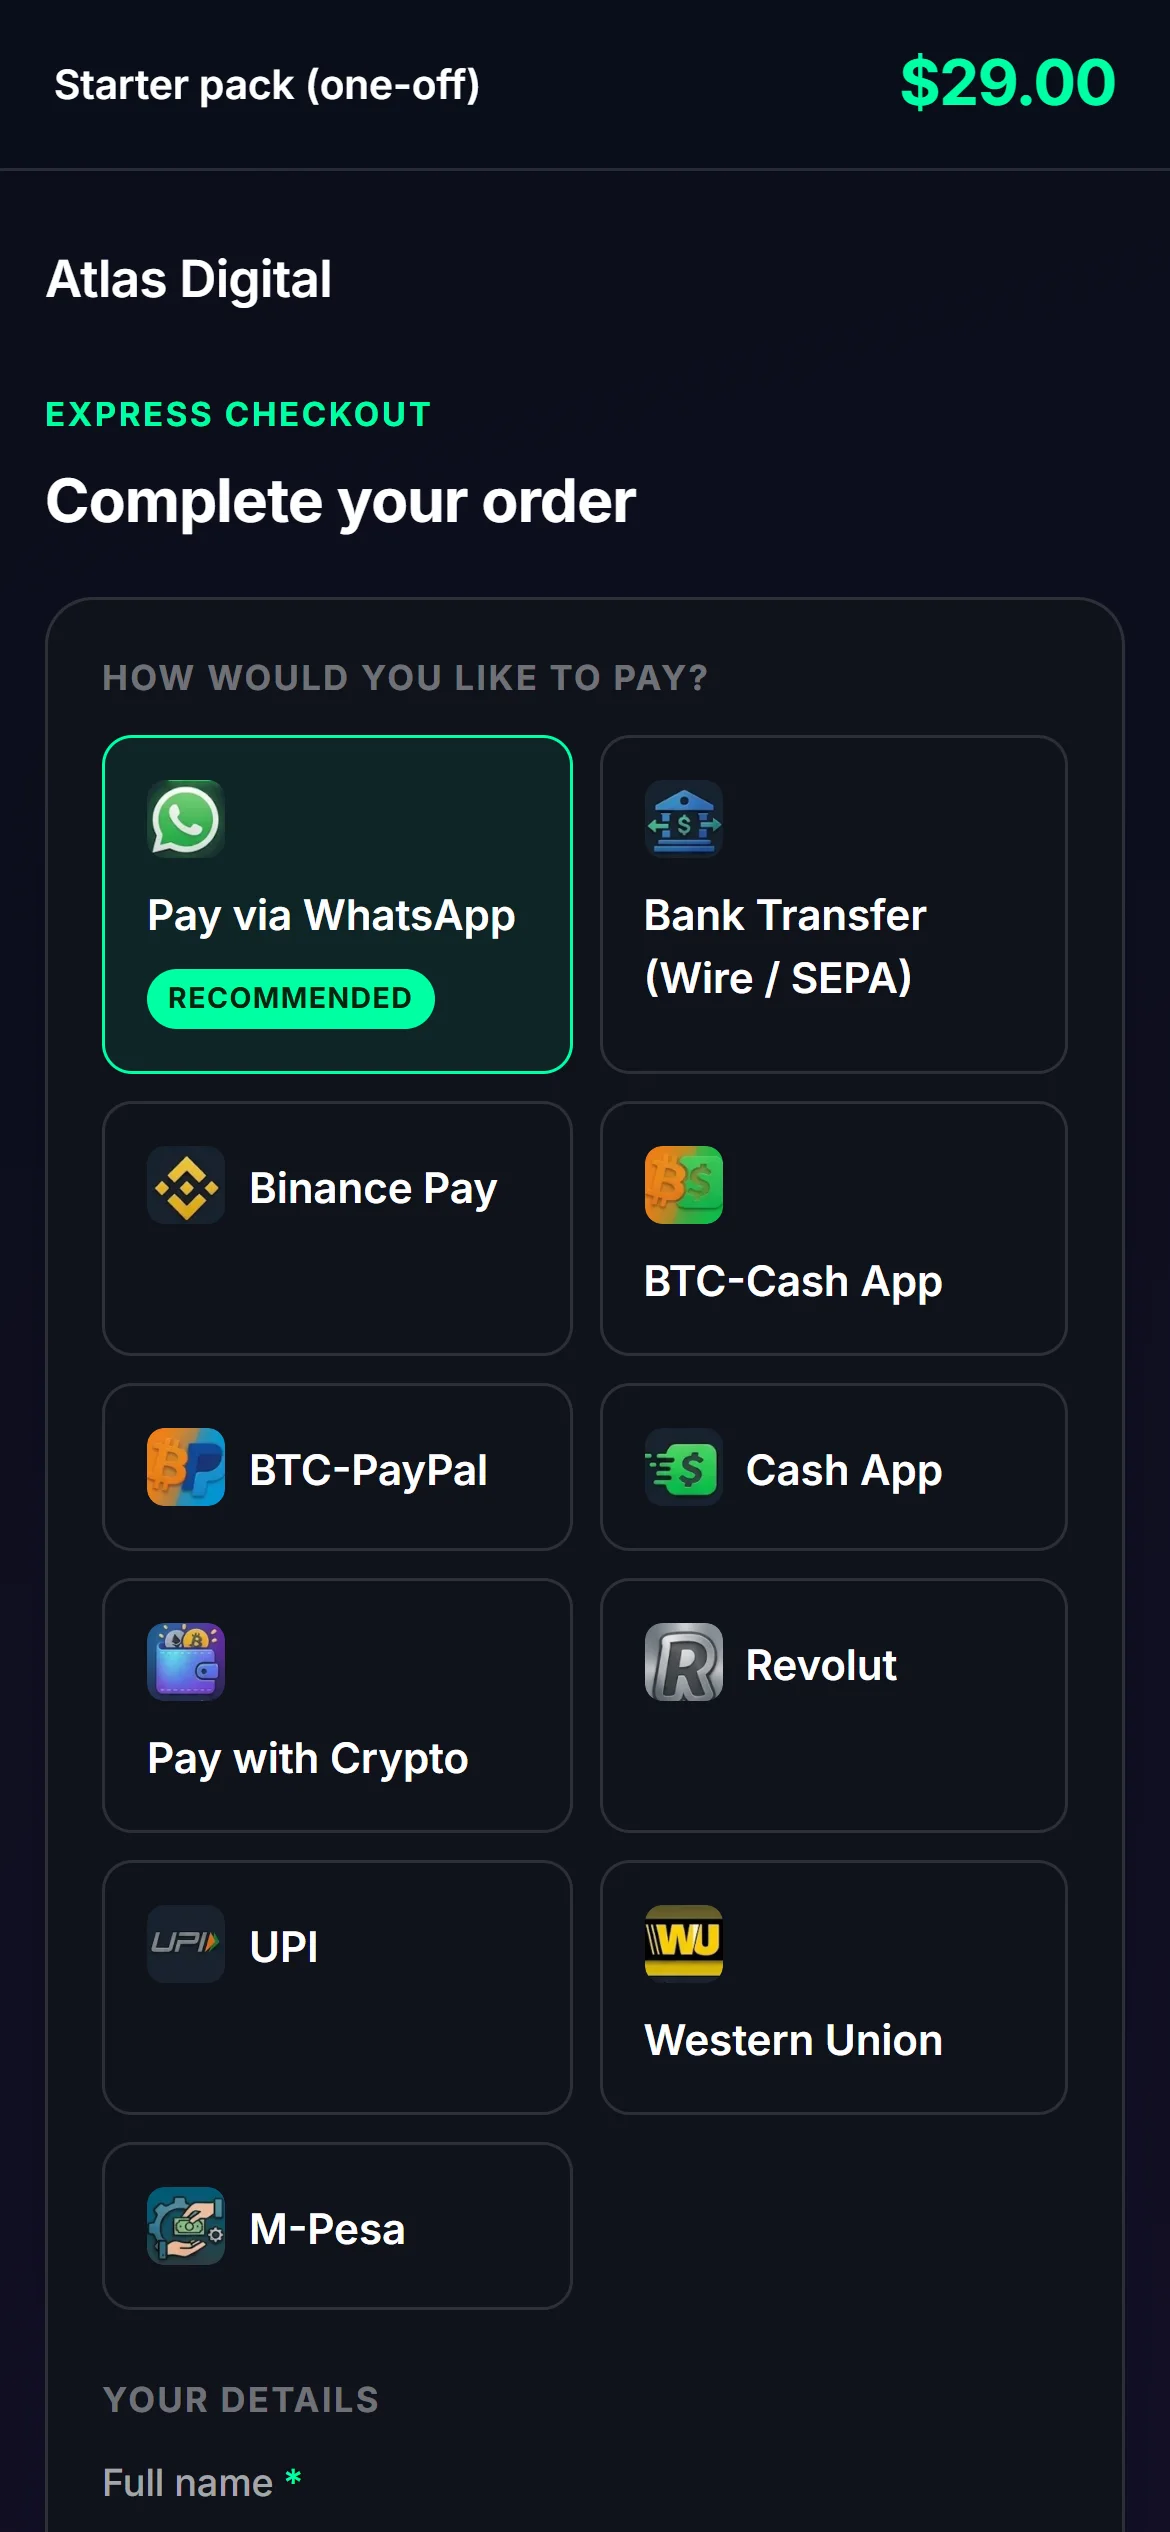 Starter pack (one-off)
$29.00
Atlas Digital
EXPRESS CHECKOUT
Complete your order
HOW WOULD YOU LIKE TO PAY?
Pay via WhatsApp
RECOMMENDED
Bank Transfer
(Wire / SEPA)
Binance Pay
BTC-Cash App
BTC-PayPal
Cash App
Pay with Crypto
Revolut
UPI
UPI
WU
Western Union
M-Pesa
YOUR DETAILS
Full name *